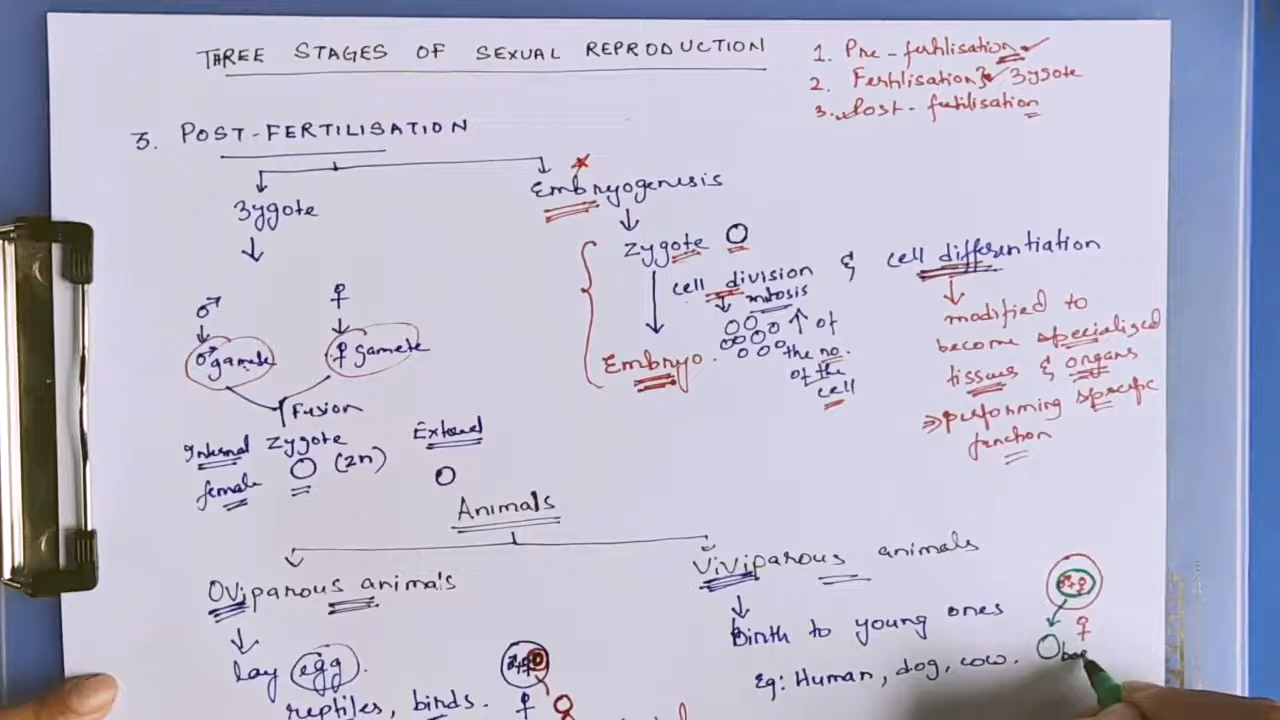 THREE STAGES OF SEXUAL REPRODUCTION
1. Pre-fertilisation ✓
2. Fertilisation } ✓ Zygote
3. Post-fertilisation
3. POST-FERTILISATION
Zygote
Embryogenesis
zygote
cell division & cell differentiation
mitosis
↑ of
the no.
of the
cell
Embryo.
modified to
become specialized
tissues & organs
⇒ performing specific
function
♂ ♀
♂ gamete ♀ gamete
Fusion
Internal zygote External
female (2n)
Animals
Oviparous animals
lay egg.
reptiles, birds.
♂+♀
♀
Viviparous animals
birth to young ones
Eg: Human, dog, cow.
♂+♀
♀